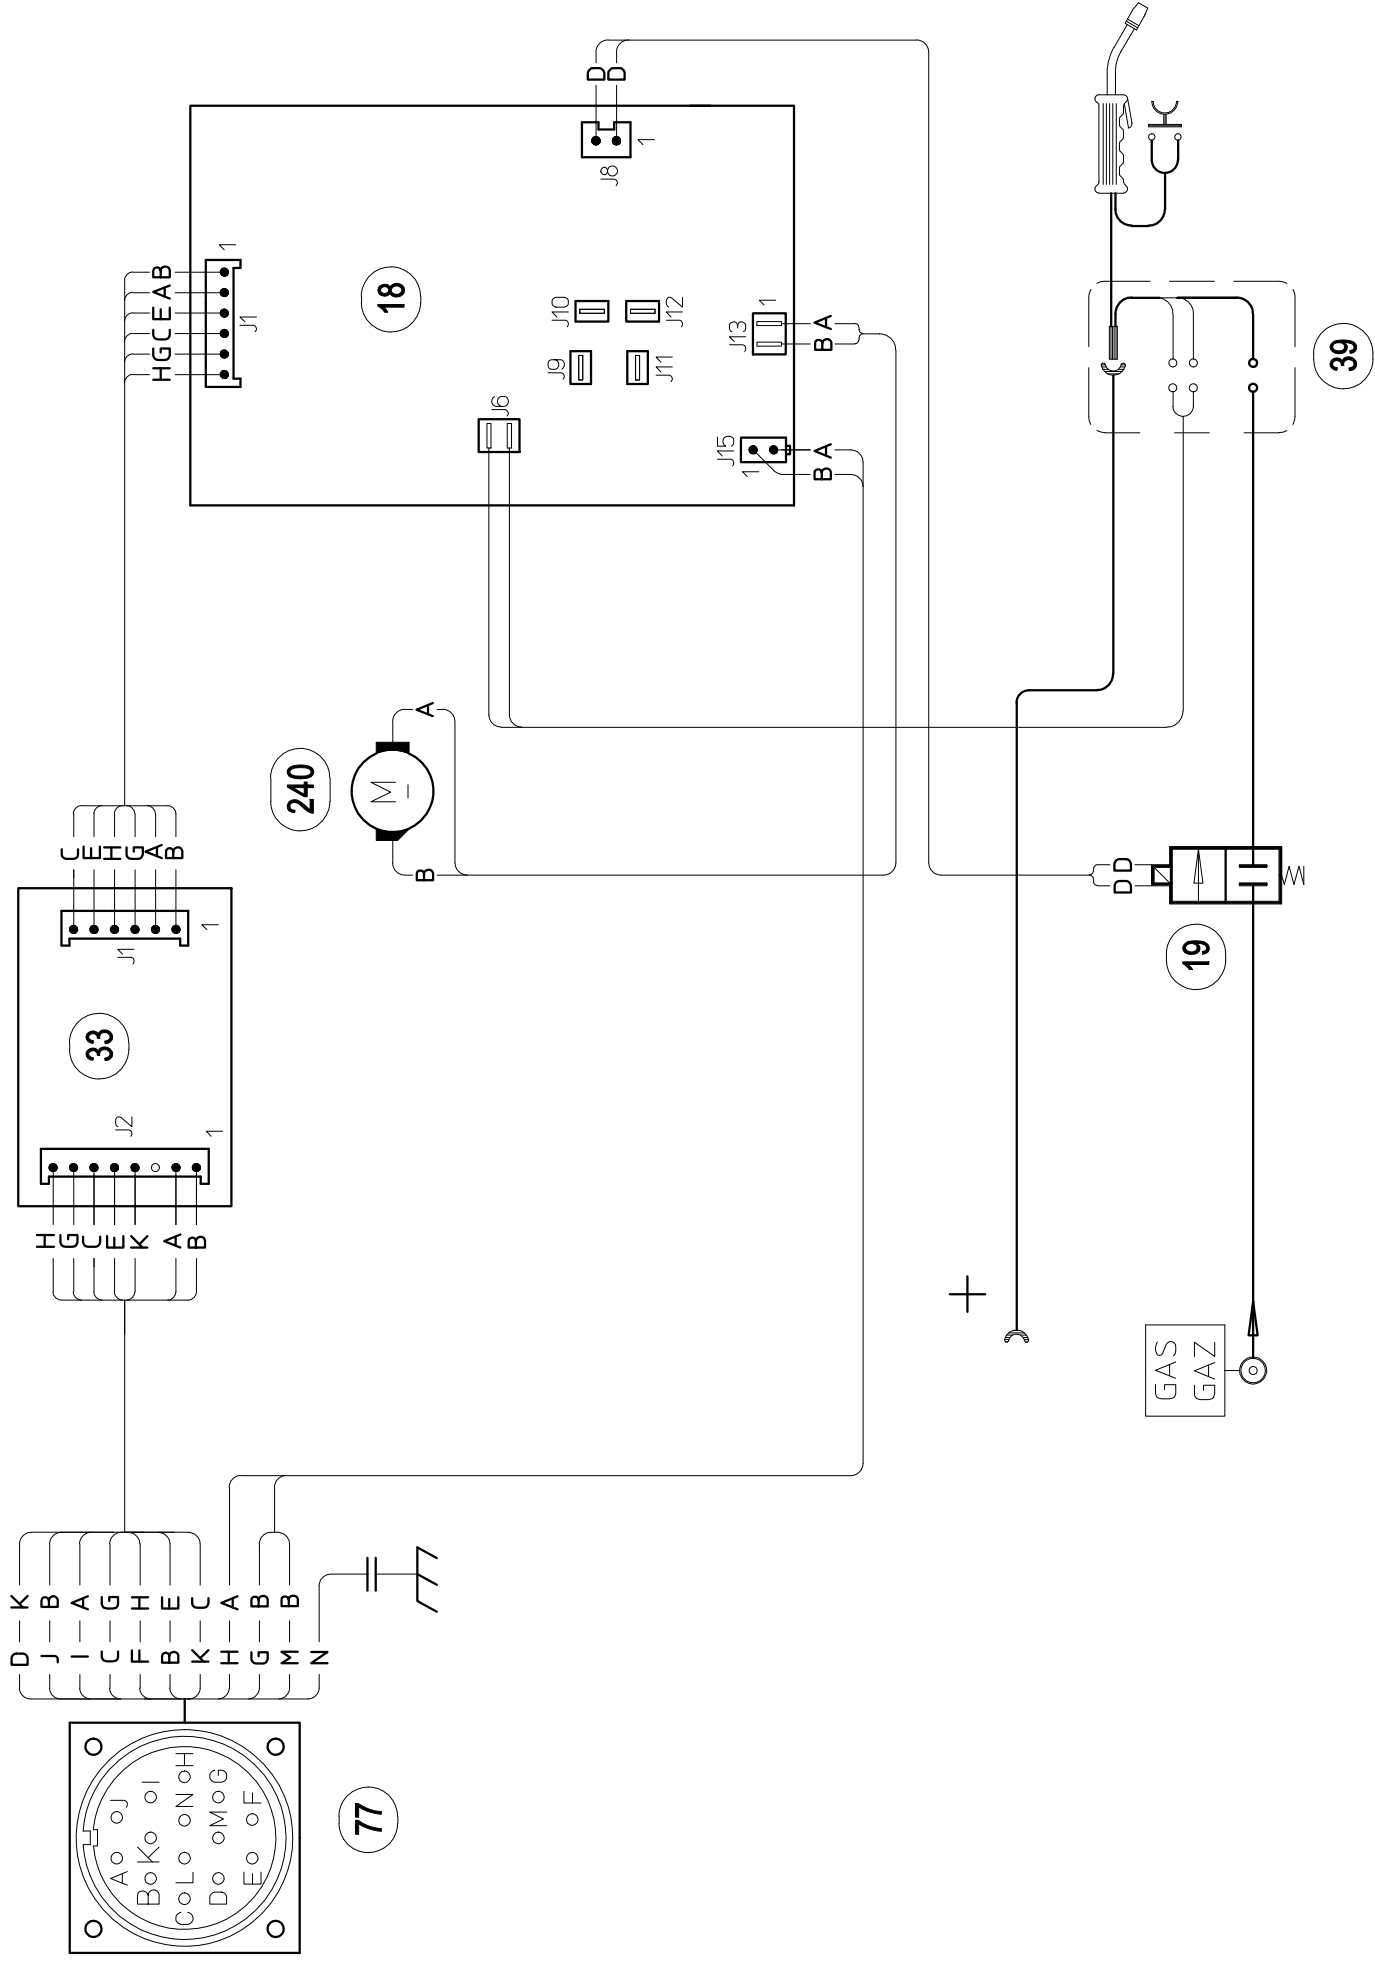 D K
J B
I A
C G
F H
B E
K C
H A
G B
M B
N
A J
B K I
C L N H
D M G
E F
77
H G C E K A B
J2
1
33
J1
1
C E H G A B
240
M
B
A
H G C E A B
J1
1
18
J6
J9
J10
J11
J12
J8
1
D
D
J15
1
B A
J13
1
B A
+
GAS
GAZ
19
D D
39